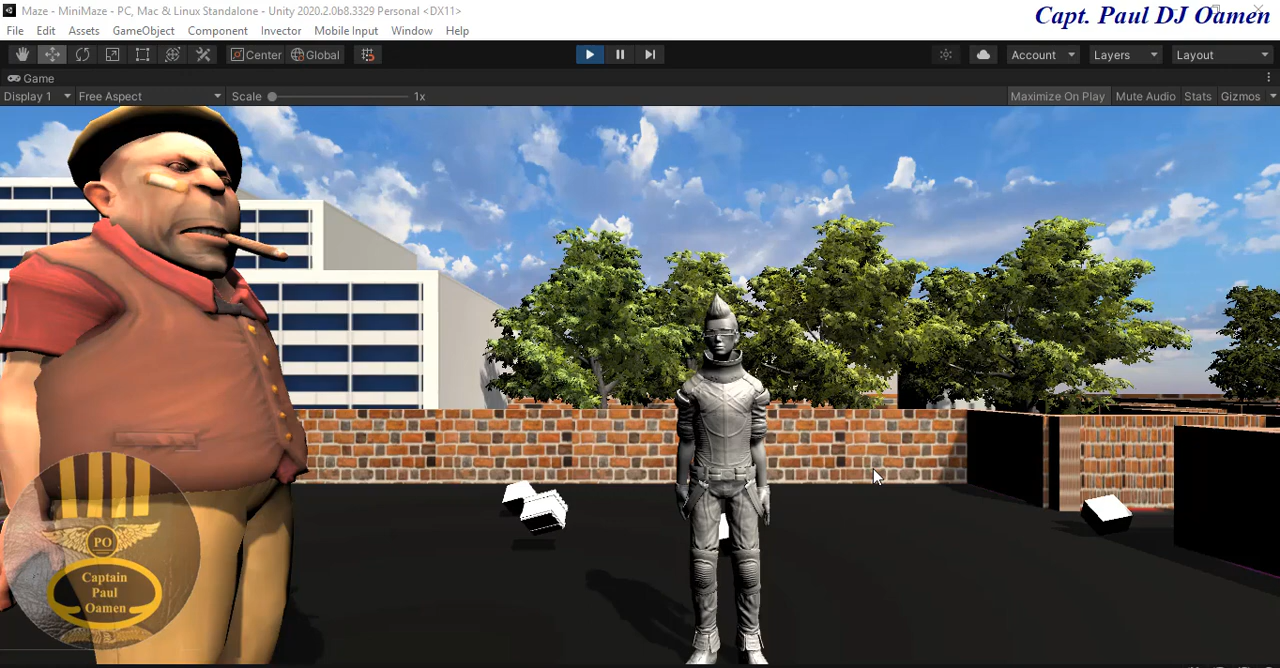 Maze - MiniMaze - PC, Mac & Linux Standalone - Unity 2020.2.0b8.3329 Personal <DX11>
Capt. Paul DJ Oamen
File Edit Assets GameObject Component Invector Mobile Input Window Help
Center Global Account Layers Layout
Game
Display 1 Free Aspect Scale 1x Maximize On Play Mute Audio Stats Gizmos
PO
Captain
Paul
Oamen